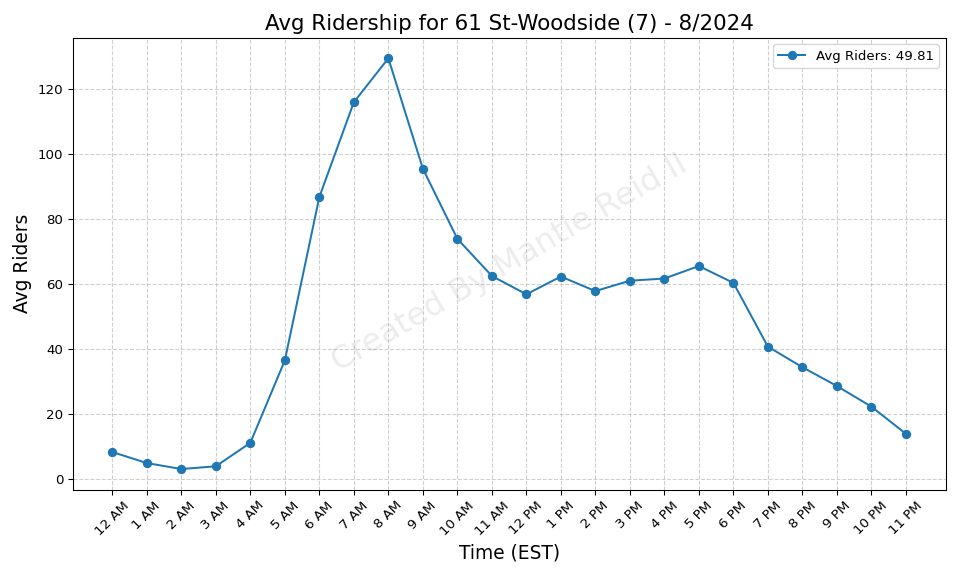 Avg Ridership for 61 St-Woodside (7) - 8/2024
Avg Riders: 49.81
120
100
80
60
40
20
0
Avg Riders
Created By Mantle Reid II
12 AM
1 AM
2 AM
3 AM
4 AM
5 AM
6 AM
7 AM
8 AM
9 AM
10 AM
11 AM
12 PM
1 PM
2 PM
3 PM
4 PM
5 PM
6 PM
7 PM
8 PM
9 PM
10 PM
11 PM
Time (EST)